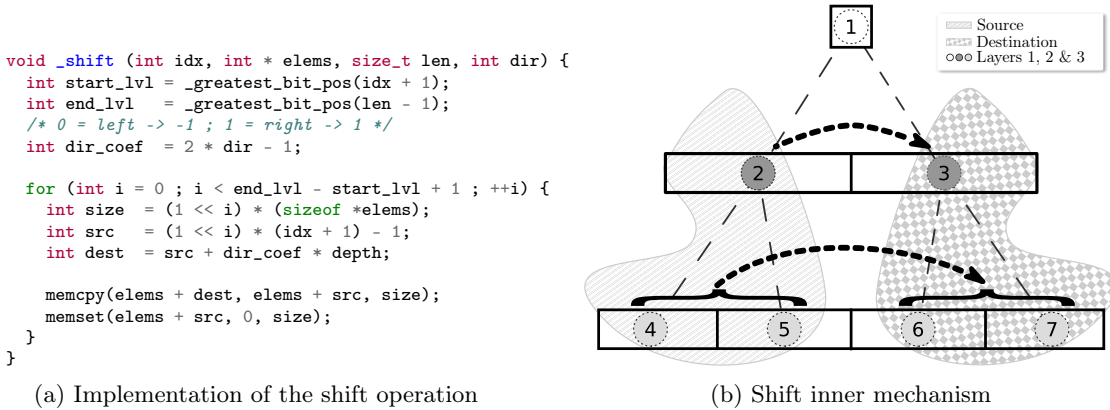 void _shift (int idx, int * elems, size_t len, int dir) {
int start_lvl = _greatest_bit_pos(idx + 1);
int end_lvl   = _greatest_bit_pos(len - 1);
/* 0 = left -> -1 ; 1 = right -> 1 */
int dir_coef  = 2 * dir - 1;
for (int i = 0 ; i < end_lvl - start_lvl + 1 ; ++i) {
int size  = (1 << i) * (sizeof *elems);
int src   = (1 << i) * (idx + 1) - 1;
int dest  = src + dir_coef * depth;
memcpy(elems + dest, elems + src, size);
memset(elems + src, 0, size);
}
}
(a) Implementation of the shift operation
1
Source
Destination
Layers 1, 2 & 3
2 3
4 5 6 7
(b) Shift inner mechanism